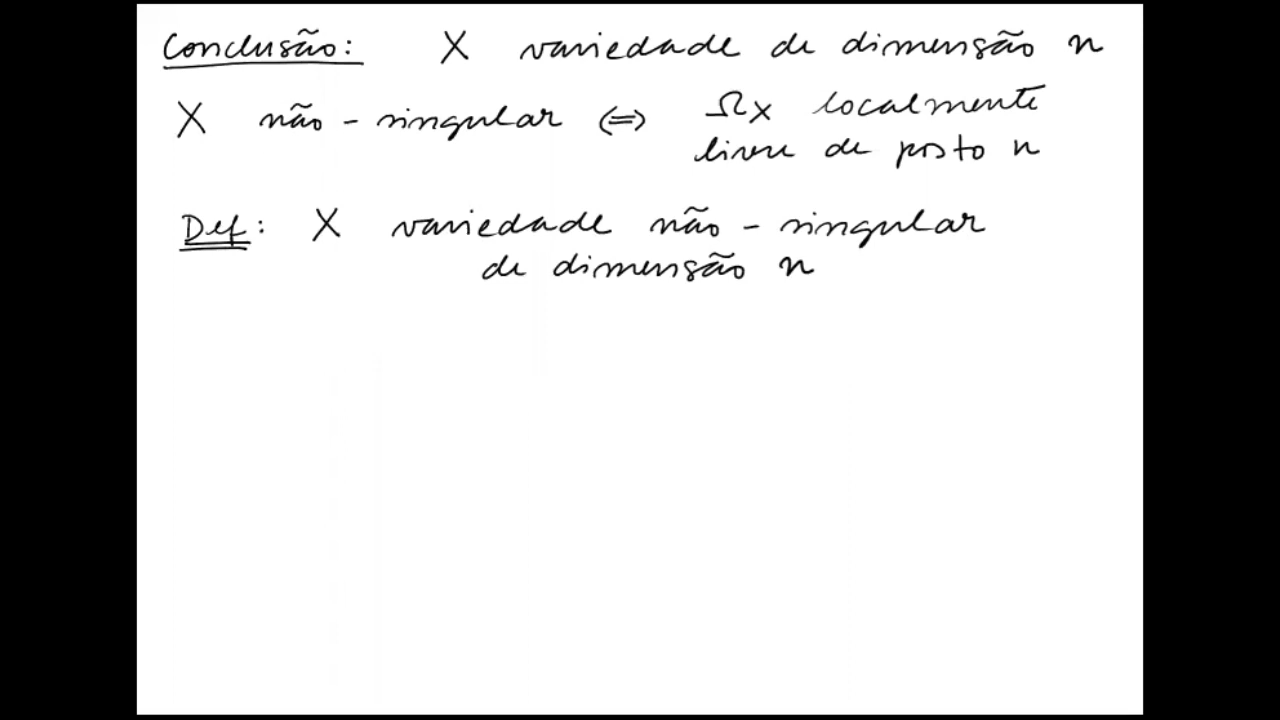 Conclusão: X variedade de dimensão n
X não-singular (=) Ωx localmente
livre de posto n
Def: X variedade não-singular
de dimensão n